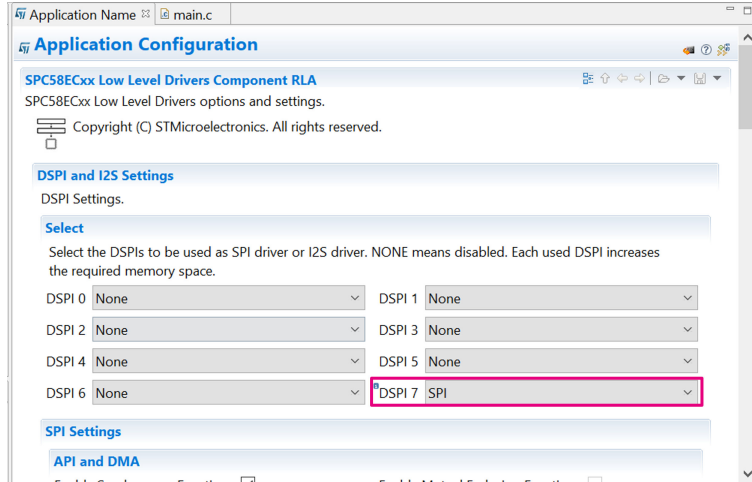 Application Name main.c
Application Configuration
SPC58ECxx Low Level Drivers Component RLA
SPC58ECxx Low Level Drivers options and settings.
Copyright (C) STMicroelectronics. All rights reserved.
DSPI and I2S Settings
DSPI Settings.
Select
Select the DSPIs to be used as SPI driver or I2S driver. NONE means disabled. Each used DSPI increases
the required memory space.
DSPI 0 None DSPI 1 None
DSPI 2 None DSPI 3 None
DSPI 4 None DSPI 5 None
DSPI 6 None DSPI 7 SPI
SPI Settings
API and DMA